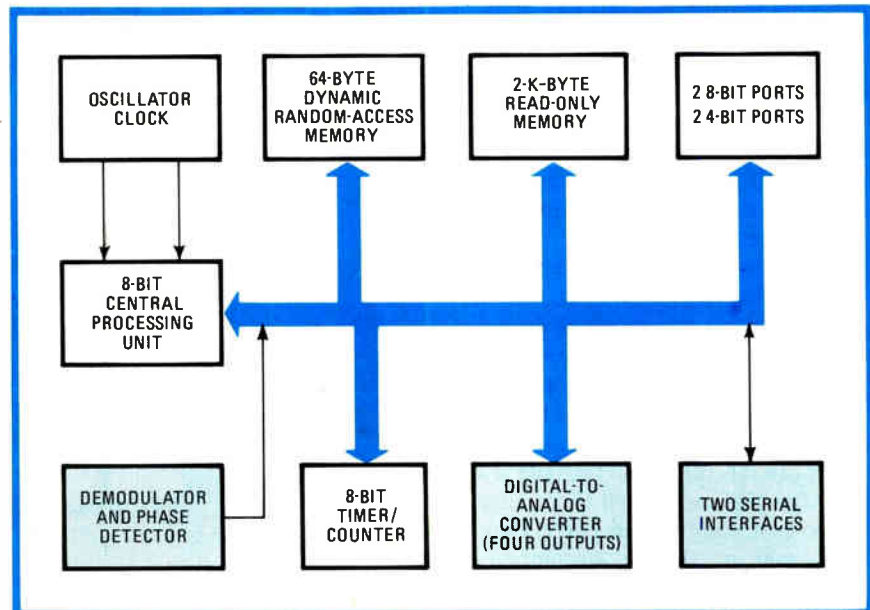 OSCILLATOR
CLOCK
64-BYTE
DYNAMIC
RANDOM-ACCESS
MEMORY
2-K-BYTE
READ-ONLY
MEMORY
2 8-BIT PORTS
2 4-BIT PORTS
8-BIT
CENTRAL
PROCESSING
UNIT
DEMODULATOR
AND PHASE
DETECTOR
8-BIT
TIMER/
COUNTER
DIGITAL-TO-
ANALOG
CONVERTER
(FOUR OUTPUTS)
TWO SERIAL
INTERFACES